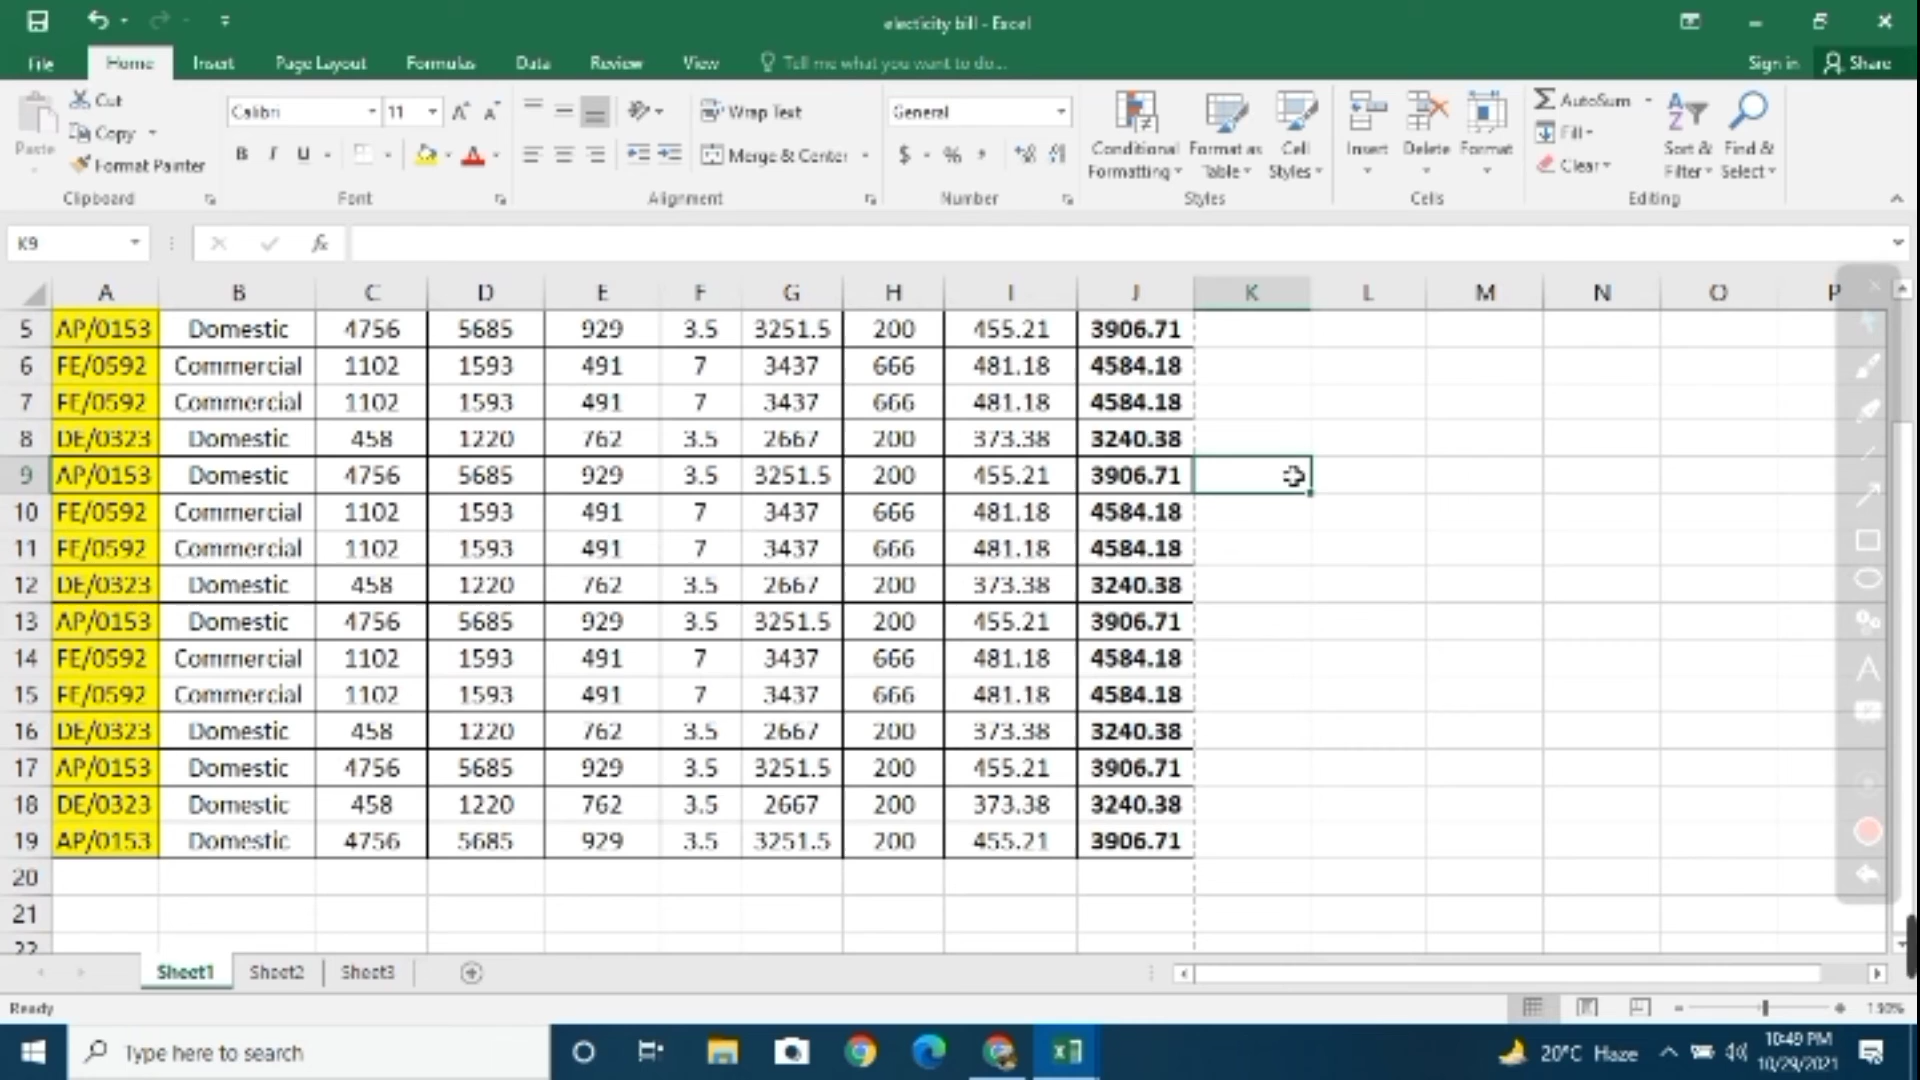 electicity bill - Excel
File Home Insert Page Layout Formulas Data Review View Tell me what you want to do... Sign in Share
Paste Cut Copy Format Painter Clipboard
Calibri 11 B I U Font
Wrap Text Merge & Center Alignment
General $ % Number
Conditional Formatting Format as Table Cell Styles Styles
Insert Delete Format Cells
AutoSum Fill Clear Sort & Filter Find & Select Editing
K9 fx
A B C D E F G H I J K L M N O P
5 AP/0153 Domestic 4756 5685 929 3.5 3251.5 200 455.21 3906.71
6 FE/0592 Commercial 1102 1593 491 7 3437 666 481.18 4584.18
7 FE/0592 Commercial 1102 1593 491 7 3437 666 481.18 4584.18
8 DE/0323 Domestic 458 1220 762 3.5 2667 200 373.38 3240.38
9 AP/0153 Domestic 4756 5685 929 3.5 3251.5 200 455.21 3906.71
10 FE/0592 Commercial 1102 1593 491 7 3437 666 481.18 4584.18
11 FE/0592 Commercial 1102 1593 491 7 3437 666 481.18 4584.18
12 DE/0323 Domestic 458 1220 762 3.5 2667 200 373.38 3240.38
13 AP/0153 Domestic 4756 5685 929 3.5 3251.5 200 455.21 3906.71
14 FE/0592 Commercial 1102 1593 491 7 3437 666 481.18 4584.18
15 FE/0592 Commercial 1102 1593 491 7 3437 666 481.18 4584.18
16 DE/0323 Domestic 458 1220 762 3.5 2667 200 373.38 3240.38
17 AP/0153 Domestic 4756 5685 929 3.5 3251.5 200 455.21 3906.71
18 DE/0323 Domestic 458 1220 762 3.5 2667 200 373.38 3240.38
19 AP/0153 Domestic 4756 5685 929 3.5 3251.5 200 455.21 3906.71
20
21
22
Sheet1 Sheet2 Sheet3
Ready
Type here to search 20°C Haze 10:49 PM
10/29/2021